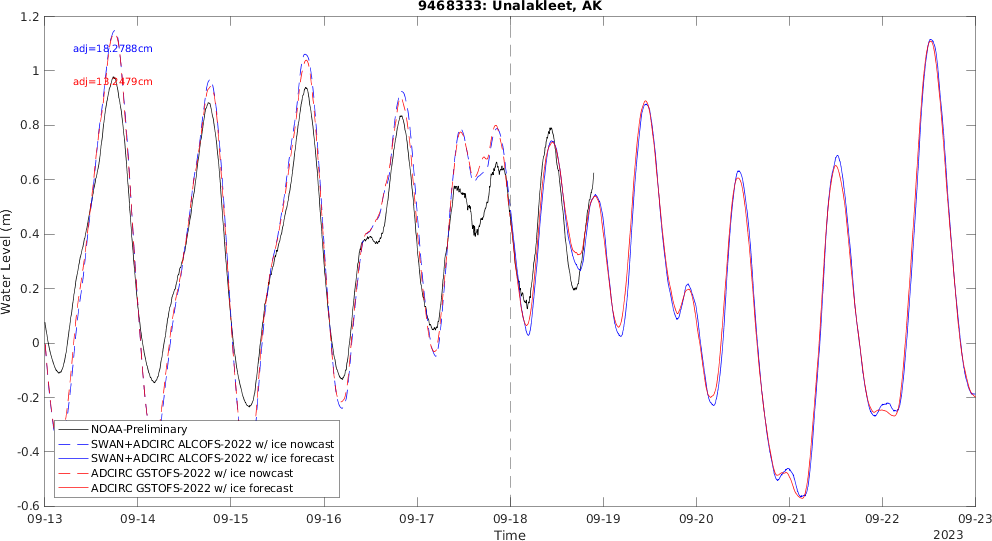 9468333: Unalakleet, AK
1.2
1
0.8
0.6
0.4
0.2
0
-0.2
-0.4
-0.6
Water Level (m)
adj=18.2788cm
adj=13.2479cm
NOAA-Preliminary
SWAN+ADCIRC ALCOFS-2022 w/ ice nowcast
SWAN+ADCIRC ALCOFS-2022 w/ ice forecast
ADCIRC GSTOFS-2022 w/ ice nowcast
ADCIRC GSTOFS-2022 w/ ice forecast
09-13 09-14 09-15 09-16 09-17 09-18 09-19 09-20 09-21 09-22 09-23
Time
2023